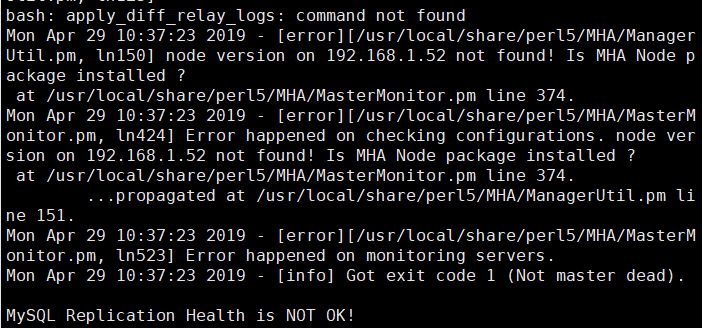 bash: apply_diff_relay_logs: command not found
Mon Apr 29 10:37:23 2019 - [error][/usr/local/share/perl5/MHA/Manager
Util.pm, ln150] node version on 192.168.1.52 not found! Is MHA Node p
ackage installed ?
 at /usr/local/share/perl5/MHA/MasterMonitor.pm line 374.
Mon Apr 29 10:37:23 2019 - [error][/usr/local/share/perl5/MHA/MasterM
onitor.pm, ln424] Error happened on checking configurations. node ver
sion on 192.168.1.52 not found! Is MHA Node package installed ?
 at /usr/local/share/perl5/MHA/MasterMonitor.pm line 374.
        ...propagated at /usr/local/share/perl5/MHA/ManagerUtil.pm li
ne 151.
Mon Apr 29 10:37:23 2019 - [error][/usr/local/share/perl5/MHA/MasterM
onitor.pm, ln523] Error happened on monitoring servers.
Mon Apr 29 10:37:23 2019 - [info] Got exit code 1 (Not master dead).
MySQL Replication Health is NOT OK!